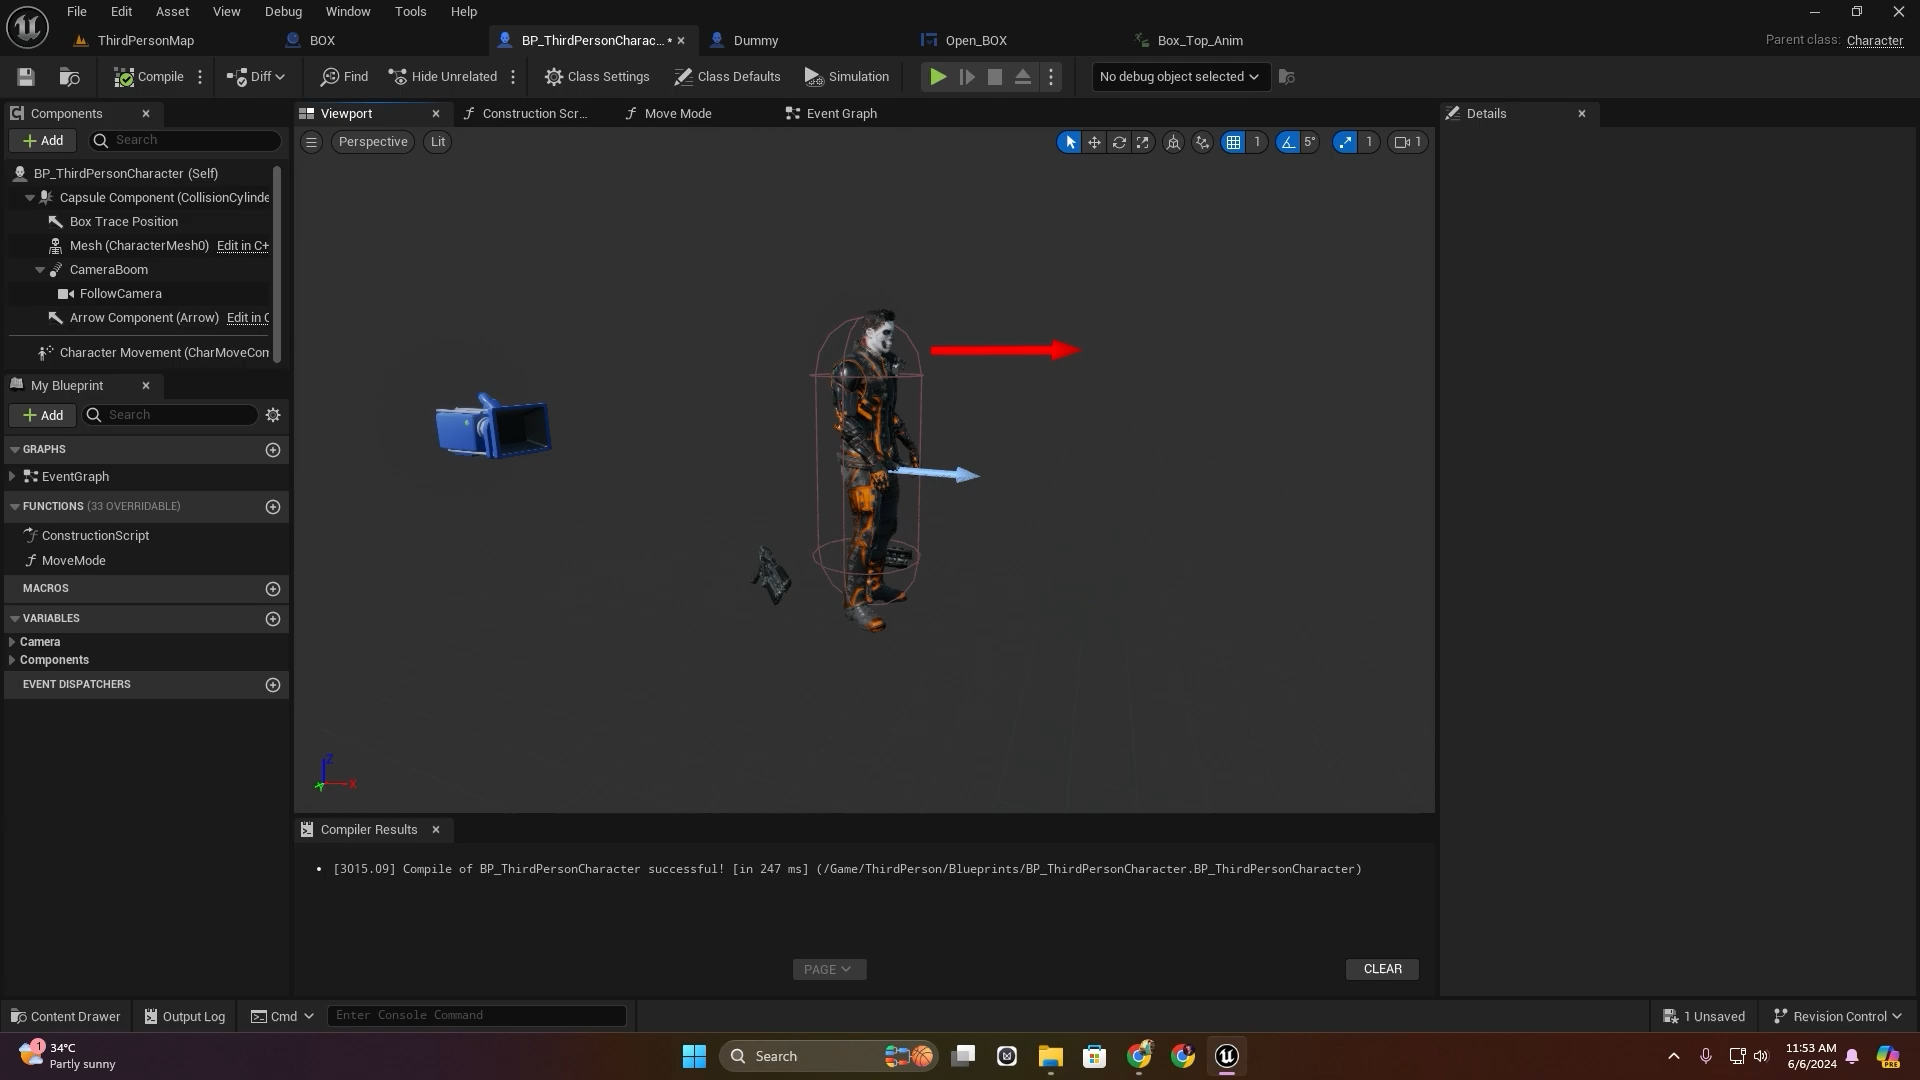 File Edit Asset View Debug Window Tools Help
ThirdPersonMap BOX BP_ThirdPersonCharac... • Dummy Open_BOX Box_Top_Anim Parent class: Character
Compile Diff Find Hide Unrelated Class Settings Class Defaults Simulation No debug object selected
Components Viewport Construction Scr... Move Mode Event Graph Details
Add Search Perspective Lit 1 5° 1 1
BP_ThirdPersonCharacter (Self)
Capsule Component (CollisionCylinde
Box Trace Position
Mesh (CharacterMesh0) Edit in C+
CameraBoom
FollowCamera
Arrow Component (Arrow) Edit in C
Character Movement (CharMoveCom
My Blueprint
Add Search
GRAPHS
EventGraph
FUNCTIONS (33 OVERRIDABLE)
ConstructionScript
MoveMode
MACROS
VARIABLES
Camera
Components
EVENT DISPATCHERS
Z
Y X
Compiler Results
• [3015.09] Compile of BP_ThirdPersonCharacter successful! [in 247 ms] (/Game/ThirdPerson/Blueprints/BP_ThirdPersonCharacter.BP_ThirdPersonCharacter)
PAGE CLEAR
Content Drawer Output Log Cmd Enter Console Command 1 Unsaved Revision Control
1 34°C
Partly sunny
Search
11:53 AM
6/6/2024
PRE